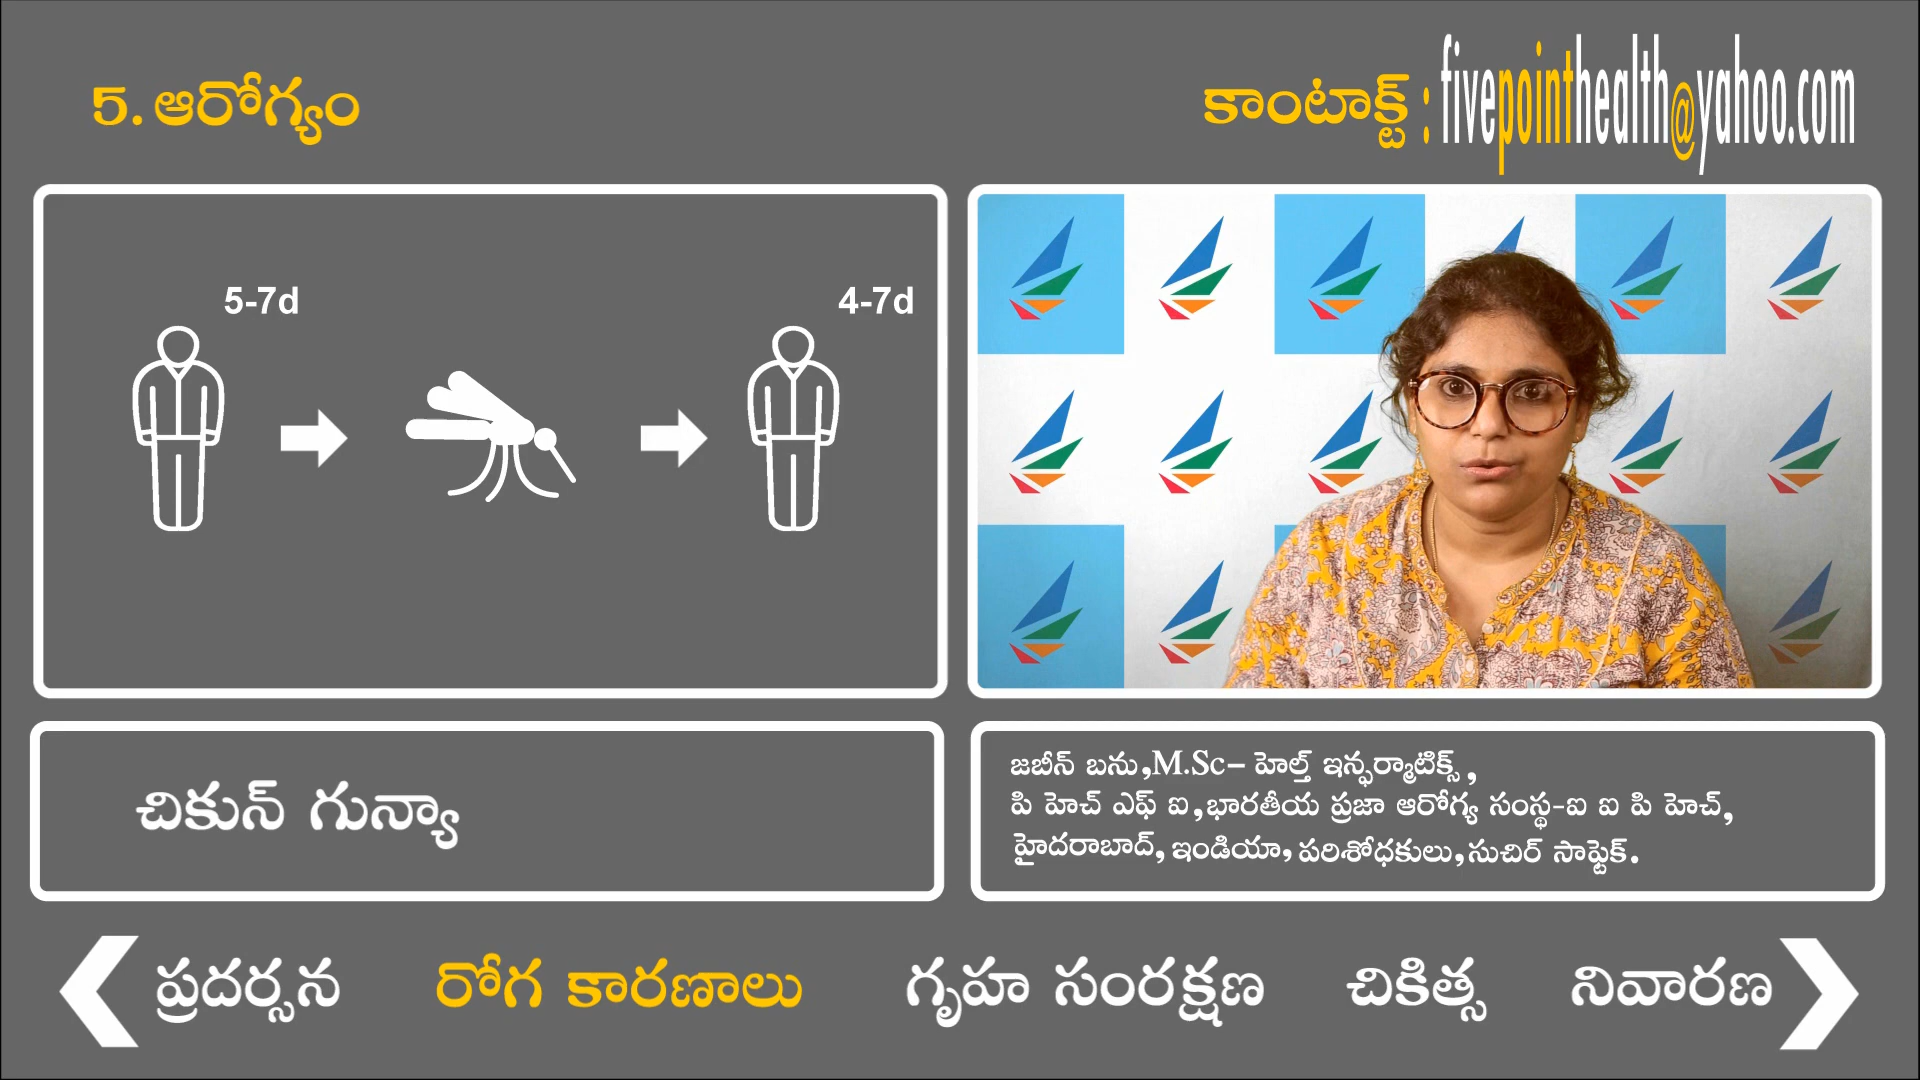 5. ఆరోగ్యం
కాంటాక్ట్ : fivepointhealth@yahoo.com
5-7d
4-7d
చికున్ గున్యా
జబీన్ బను,M.Sc– హెల్త్ ఇన్ఫర్మాటిక్స్,
పి హెచ్ ఎఫ్ ఐ,భారతీయ ప్రజా ఆరోగ్య సంస్థ-ఐ ఐ పి హెచ్,
హైదరాబాద్, ఇండియా, పరిశోధకులు,సుచిర్ సాఫ్టెక్.
ప్రదర్సన రోగ కారణాలు గృహ సంరక్షణ చికిత్స నివారణ